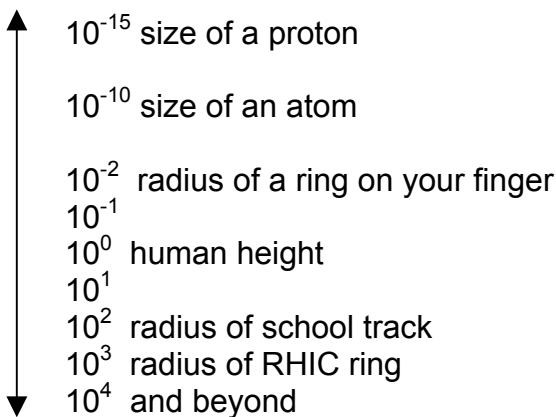 10⁻¹⁵ size of a proton
10⁻¹⁰ size of an atom
10⁻² radius of a ring on your finger
10⁻¹
10⁰ human height
10¹
10² radius of school track
10³ radius of RHIC ring
10⁴ and beyond